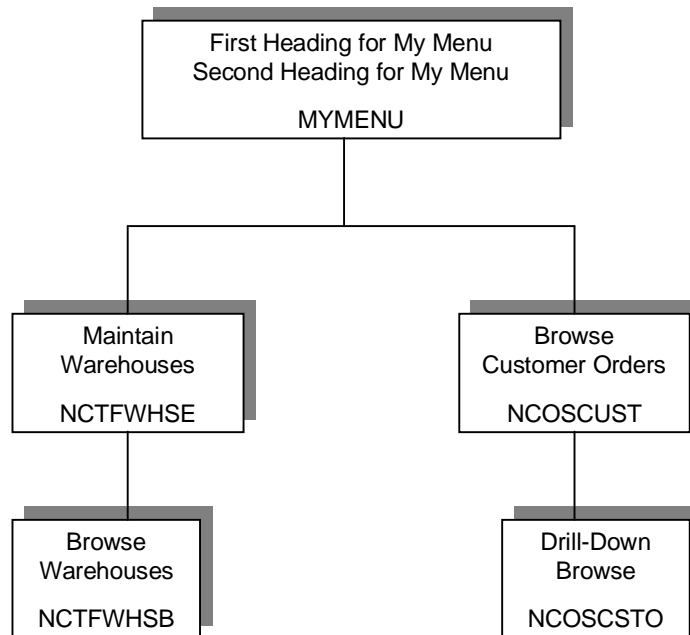 First Heading for My Menu
Second Heading for My Menu
MYMENU
Maintain
Warehouses
NCTFWHSE
Browse
Customer Orders
NCOSCUST
Browse
Warehouses
NCTFWHSB
Drill-Down
Browse
NCOSCSTO